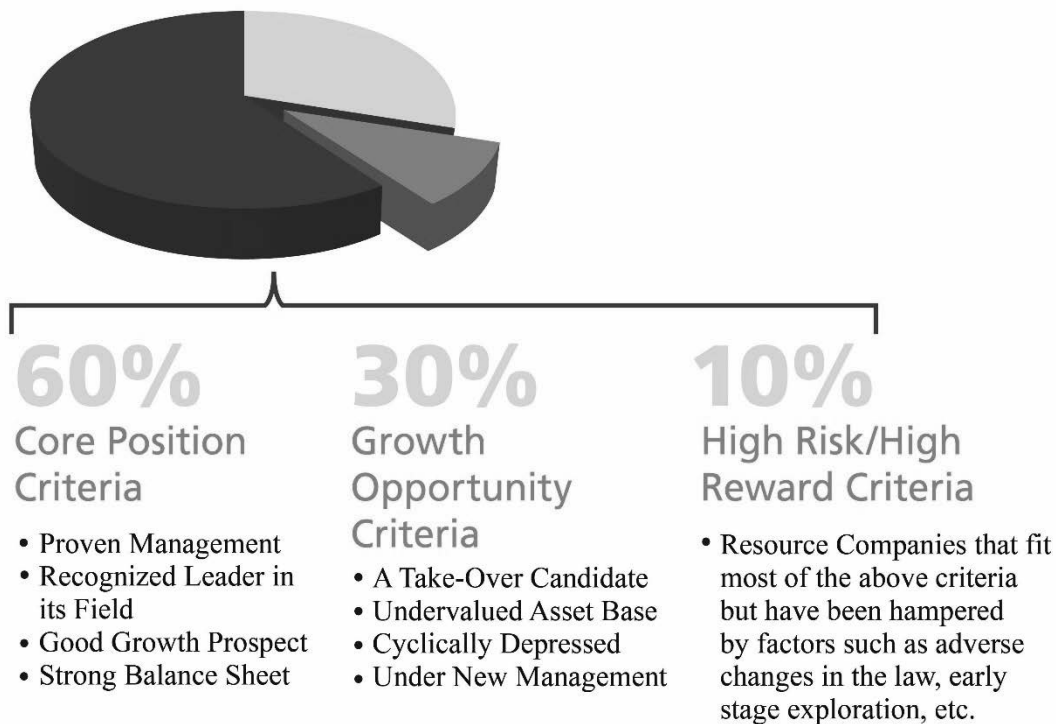 60%
Core Position
Criteria
• Proven Management
• Recognized Leader in
its Field
• Good Growth Prospect
• Strong Balance Sheet
30%
Growth
Opportunity
Criteria
• A Take-Over Candidate
• Undervalued Asset Base
• Cyclically Depressed
• Under New Management
10%
High Risk/High
Reward Criteria
• Resource Companies that fit
most of the above criteria
but have been hampered
by factors such as adverse
changes in the law, early
stage exploration, etc.